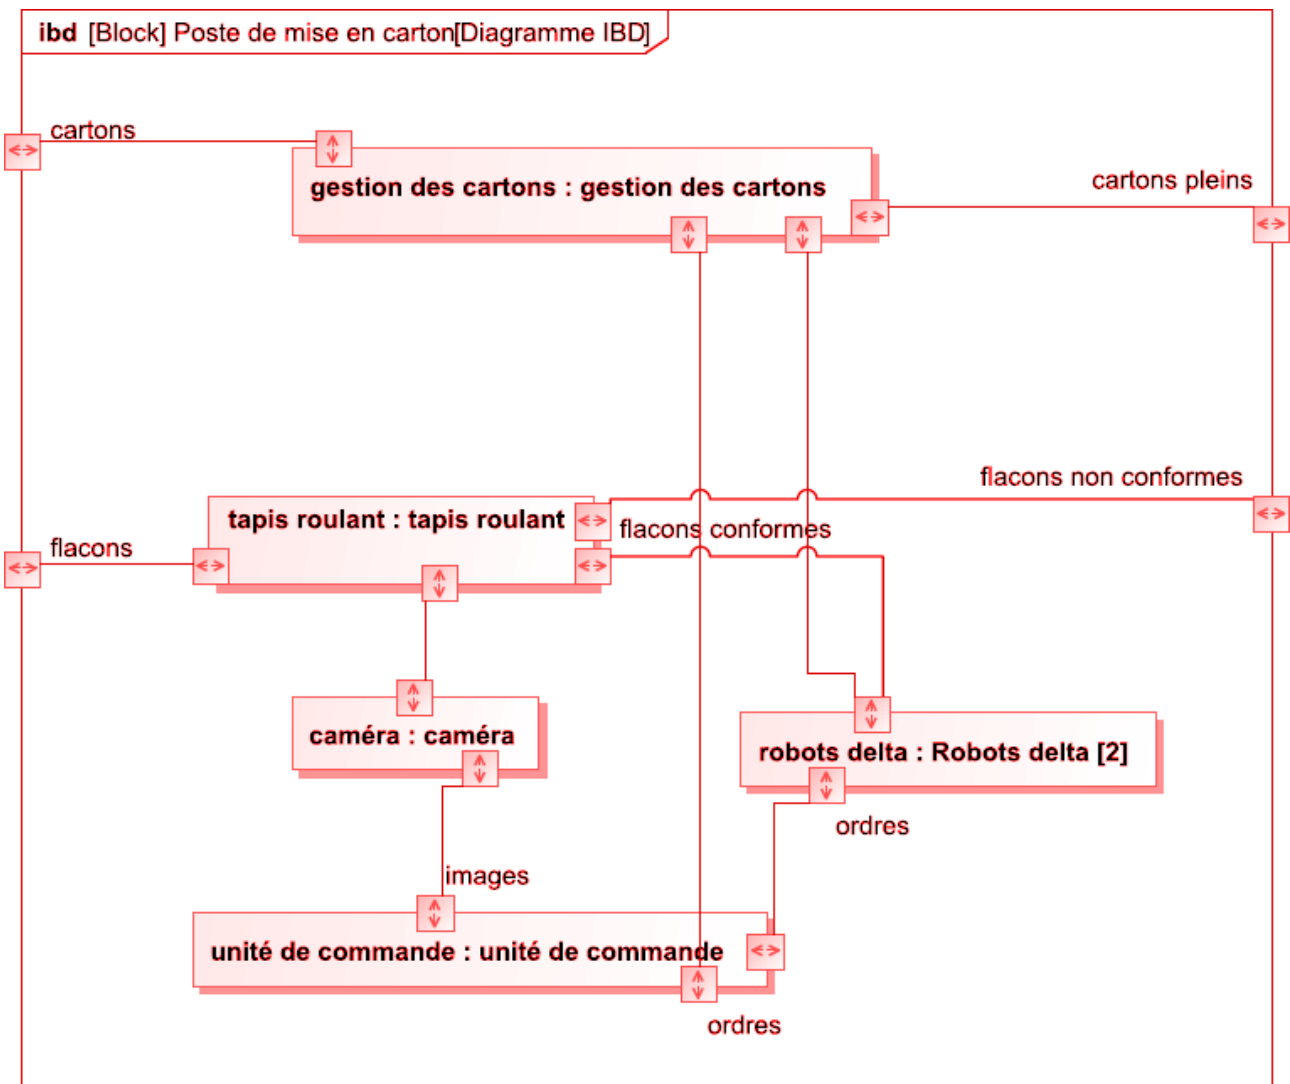 ibd [Block] Poste de mise en carton[Diagramme IBD]
cartons
gestion des cartons : gestion des cartons
cartons pleins
flacons non conformes
tapis roulant : tapis roulant
flacons conformes
flacons
caméra : caméra
robots delta : Robots delta [2]
ordres
images
unité de commande : unité de commande
ordres